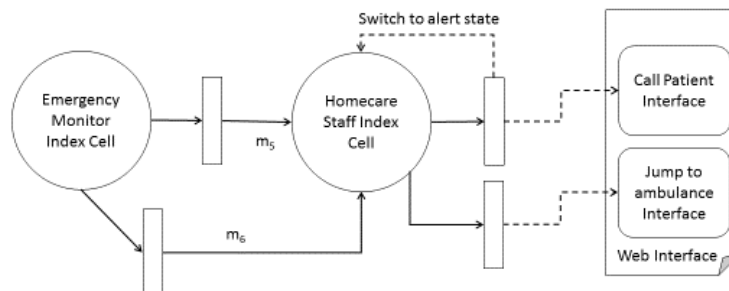 Switch to alert state
Emergency
Monitor
Index Cell
m5
Homecare
Staff Index
Cell
Call Patient
Interface
Jump to
ambulance
Interface
m6
Web Interface